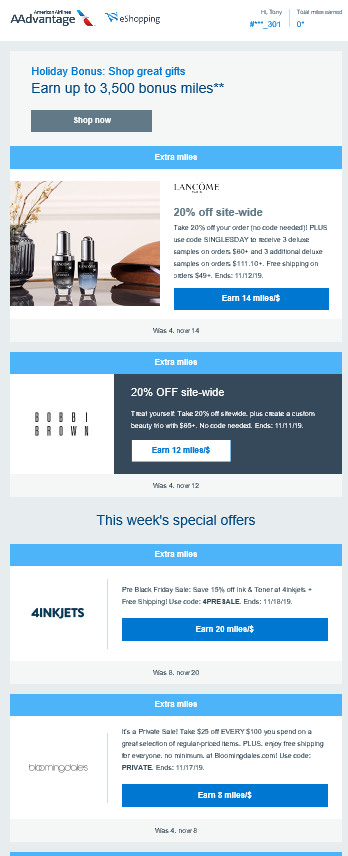 American Airlines
AAdvantage
eShopping
Hi, Tony
#***_301
Total miles earned
0*
Holiday Bonus: Shop great gifts
Earn up to 3,500 bonus miles**
Shop now
Extra miles
LANCÔME
PARIS
20% off site-wide
Take 20% off your order (no code needed)! PLUS
use code SINGLESDAY to receive 3 deluxe
samples on orders $60+ and 3 additional deluxe
samples on orders $111.10+. Free shipping on
orders $49+. Ends: 11/12/19.
Earn 14 miles/$
Was 4, now 14
Extra miles
BOBBI
BROWN
20% OFF site-wide
Treat yourself! Take 20% off sitewide, plus create a custom
beauty trio with $65+. No code needed. Ends: 11/11/19.
Earn 12 miles/$
Was 4, now 12
This week's special offers
Extra miles
4INKJETS
Pre Black Friday Sale: Save 15% off Ink & Toner at 4inkjets +
Free Shipping! Use code: 4PRESALE. Ends: 11/18/19.
Earn 20 miles/$
Was 8, now 20
Extra miles
bloomingdales
It's a Private Sale! Take $25 off EVERY $100 you spend on a
great selection of regular-priced items. PLUS, enjoy free shipping
for everyone, no minimum, at Bloomingdales.com! Use code:
PRIVATE. Ends: 11/17/19.
Earn 8 miles/$
Was 4, now 8